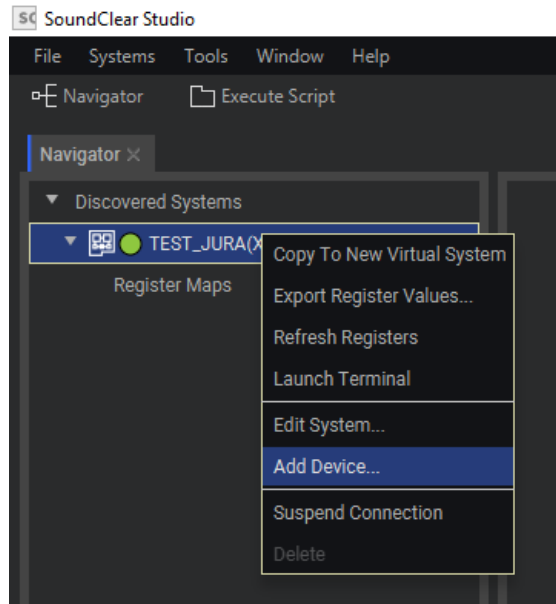 SoundClear Studio
File Systems Tools Window Help
Navigator Execute Script
Navigator
Discovered Systems
TEST_JURA(X
Register Maps
Copy To New Virtual System
Export Register Values...
Refresh Registers
Launch Terminal
Edit System...
Add Device...
Suspend Connection
Delete